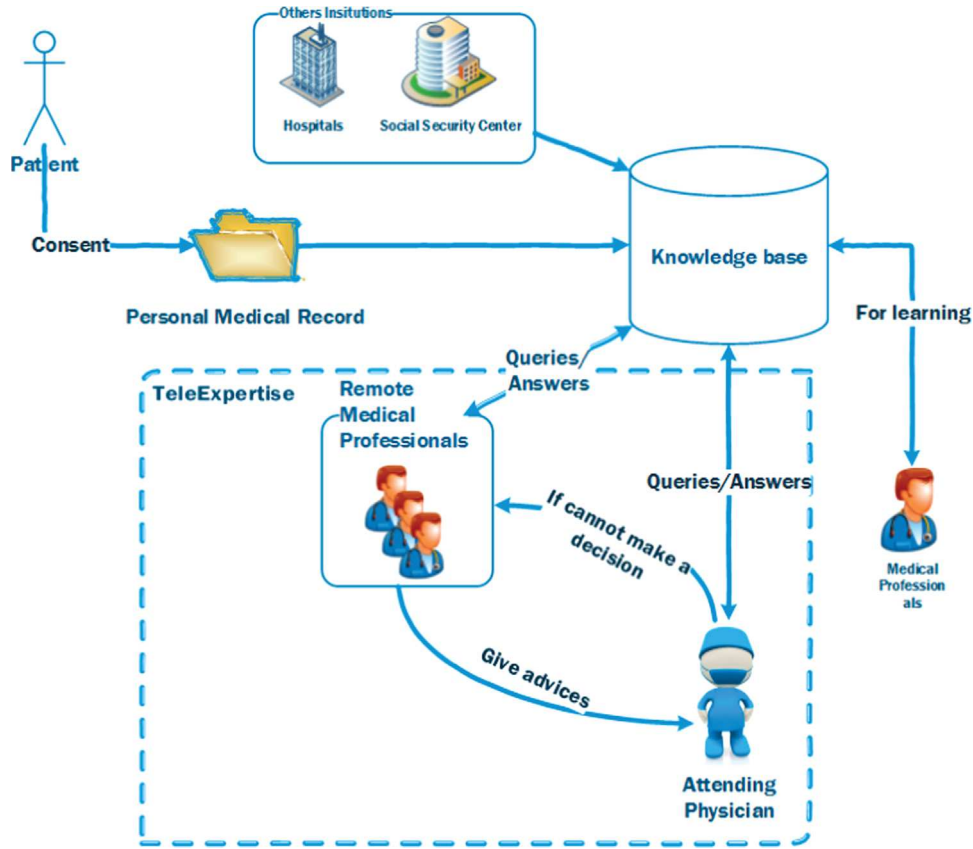 Others Insitutions
Hospitals
Social Security Center
Patient
Consent
Personal Medical Record
Knowledge base
For learning
Queries/
Answers
TeleExpertise
Remote
Medical
Professionals
Queries/Answers
If cannot make a
decision
Medical
Profession
als
Give advices
Attending
Physician